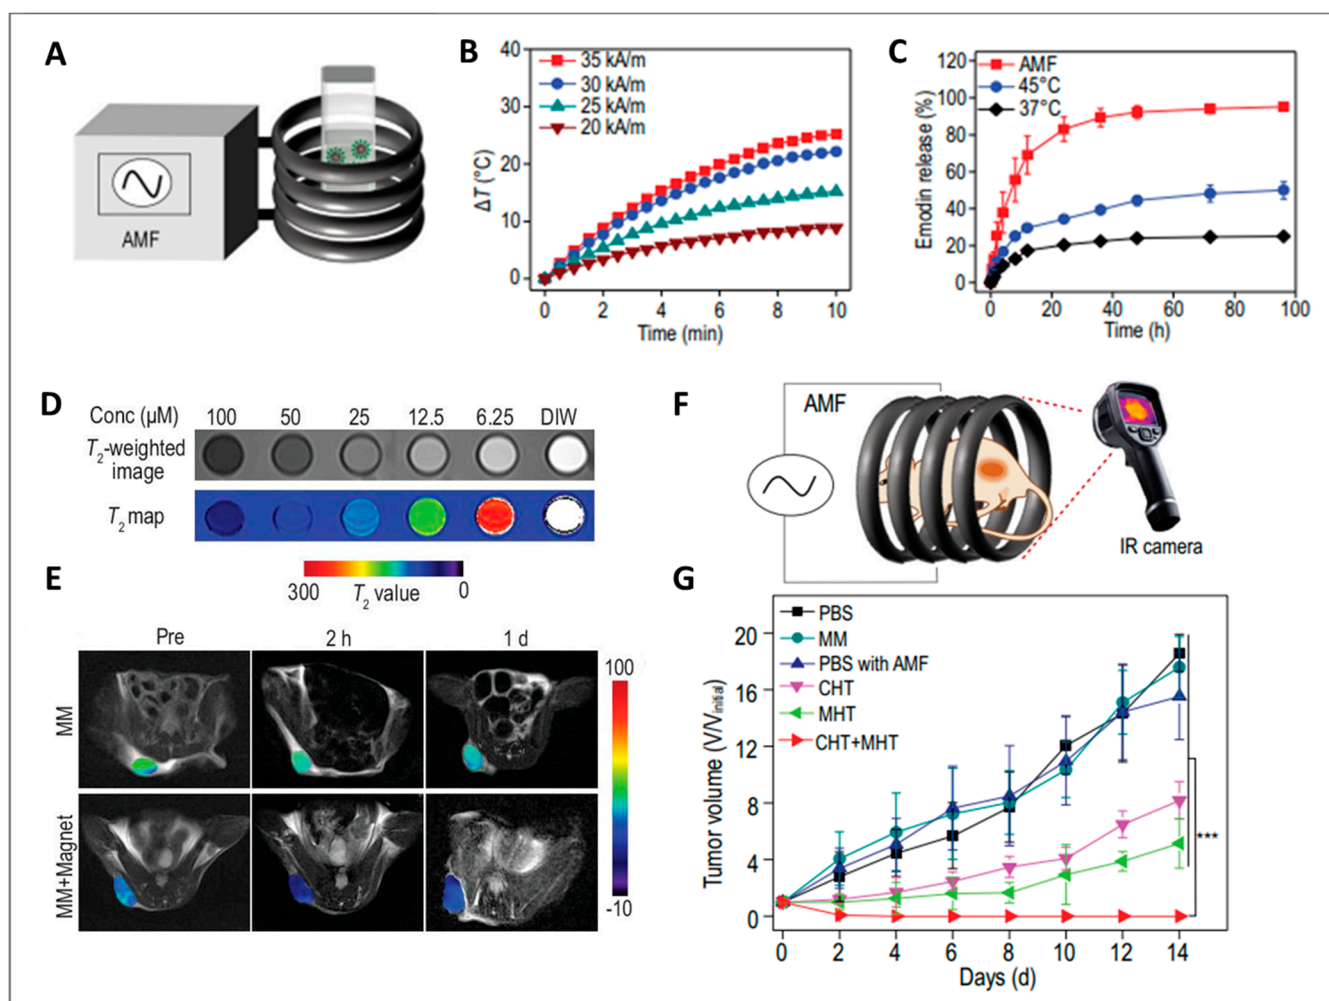 A
AMF
B
40
30
20
10
0
ΔT (°C)
35 kA/m
30 kA/m
25 kA/m
20 kA/m
0 2 4 6 8 10
Time (min)
C
120
100
80
60
40
20
0
Emodin release (%)
AMF
45°C
37°C
0 20 40 60 80 100
Time (h)
D
Conc (µM) 100 50 25 12.5 6.25 DIW
T2-weighted
image
T2 map
300 T2 value 0
E
Pre 2 h 1 d
MM
MM+Magnet
100
-10
F
AMF
IR camera
G
20
16
12
8
4
0
Tumor volume (V/Vinitial)
PBS
MM
PBS with AMF
CHT
MHT
CHT+MHT
***
0 2 4 6 8 10 12 14
Days (d)